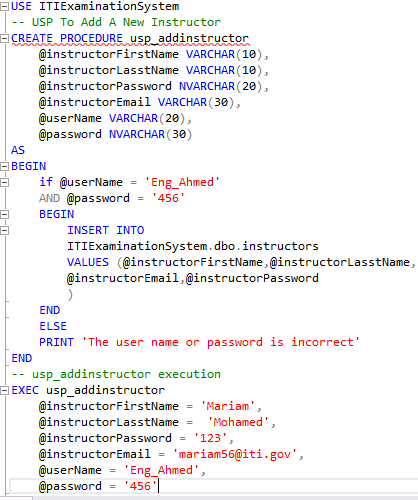 USE ITIExaminationSystem
-- USP To Add A New Instructor
CREATE PROCEDURE usp_addinstructor
@instructorFirstName VARCHAR(10),
@instructorLasstName VARCHAR(10),
@instructorPassword NVARCHAR(20),
@instructorEmail VARCHAR(30),
@userName VARCHAR(20),
@password NVARCHAR(30)
AS
BEGIN
if @userName = 'Eng_Ahmed'
AND @password = '456'
BEGIN
INSERT INTO
ITIExaminationSystem.dbo.instructors
VALUES (@instructorFirstName,@instructorLasstName,
@instructorEmail,@instructorPassword
)
END
ELSE
PRINT 'The user name or password is incorrect'
END
-- usp_addinstructor execution
EXEC usp_addinstructor
@instructorFirstName = 'Mariam',
@instructorLasstName =  'Mohamed',
@instructorPassword = '123',
@instructorEmail = 'mariam56@iti.gov',
@userName = 'Eng_Ahmed',
@password = '456'